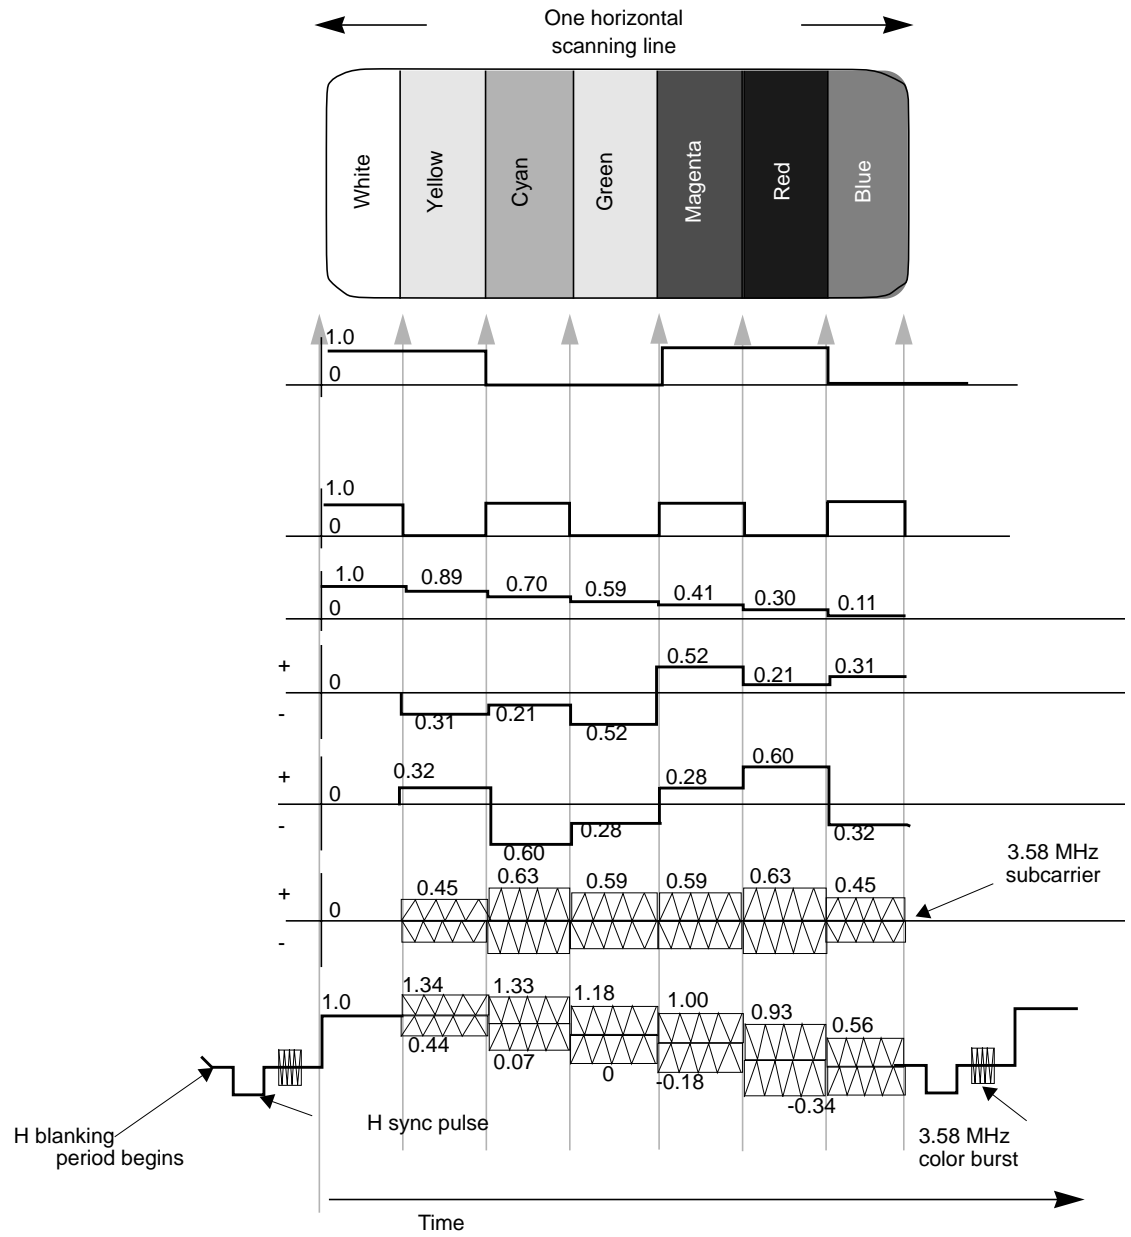 One horizontal
scanning line
White
Yellow
Cyan
Green
Magenta
Red
Blue
1.0
0
1.0
0
1.0 0.89 0.70 0.59 0.41 0.30 0.11
0
+ 0.52 0.31
0 0.21
- 0.31 0.21 0.52
0.60
+ 0.32 0.28
0
- 0.28 0.32
0.60
3.58 MHz
subcarrier
+ 0.45 0.63 0.59 0.59 0.63 0.45
0
-
1.0 1.34 1.33 1.18 1.00 0.93 0.56
0.44 0.07 0 -0.18 -0.34
H sync pulse
H blanking
period begins
3.58 MHz
color burst
Time